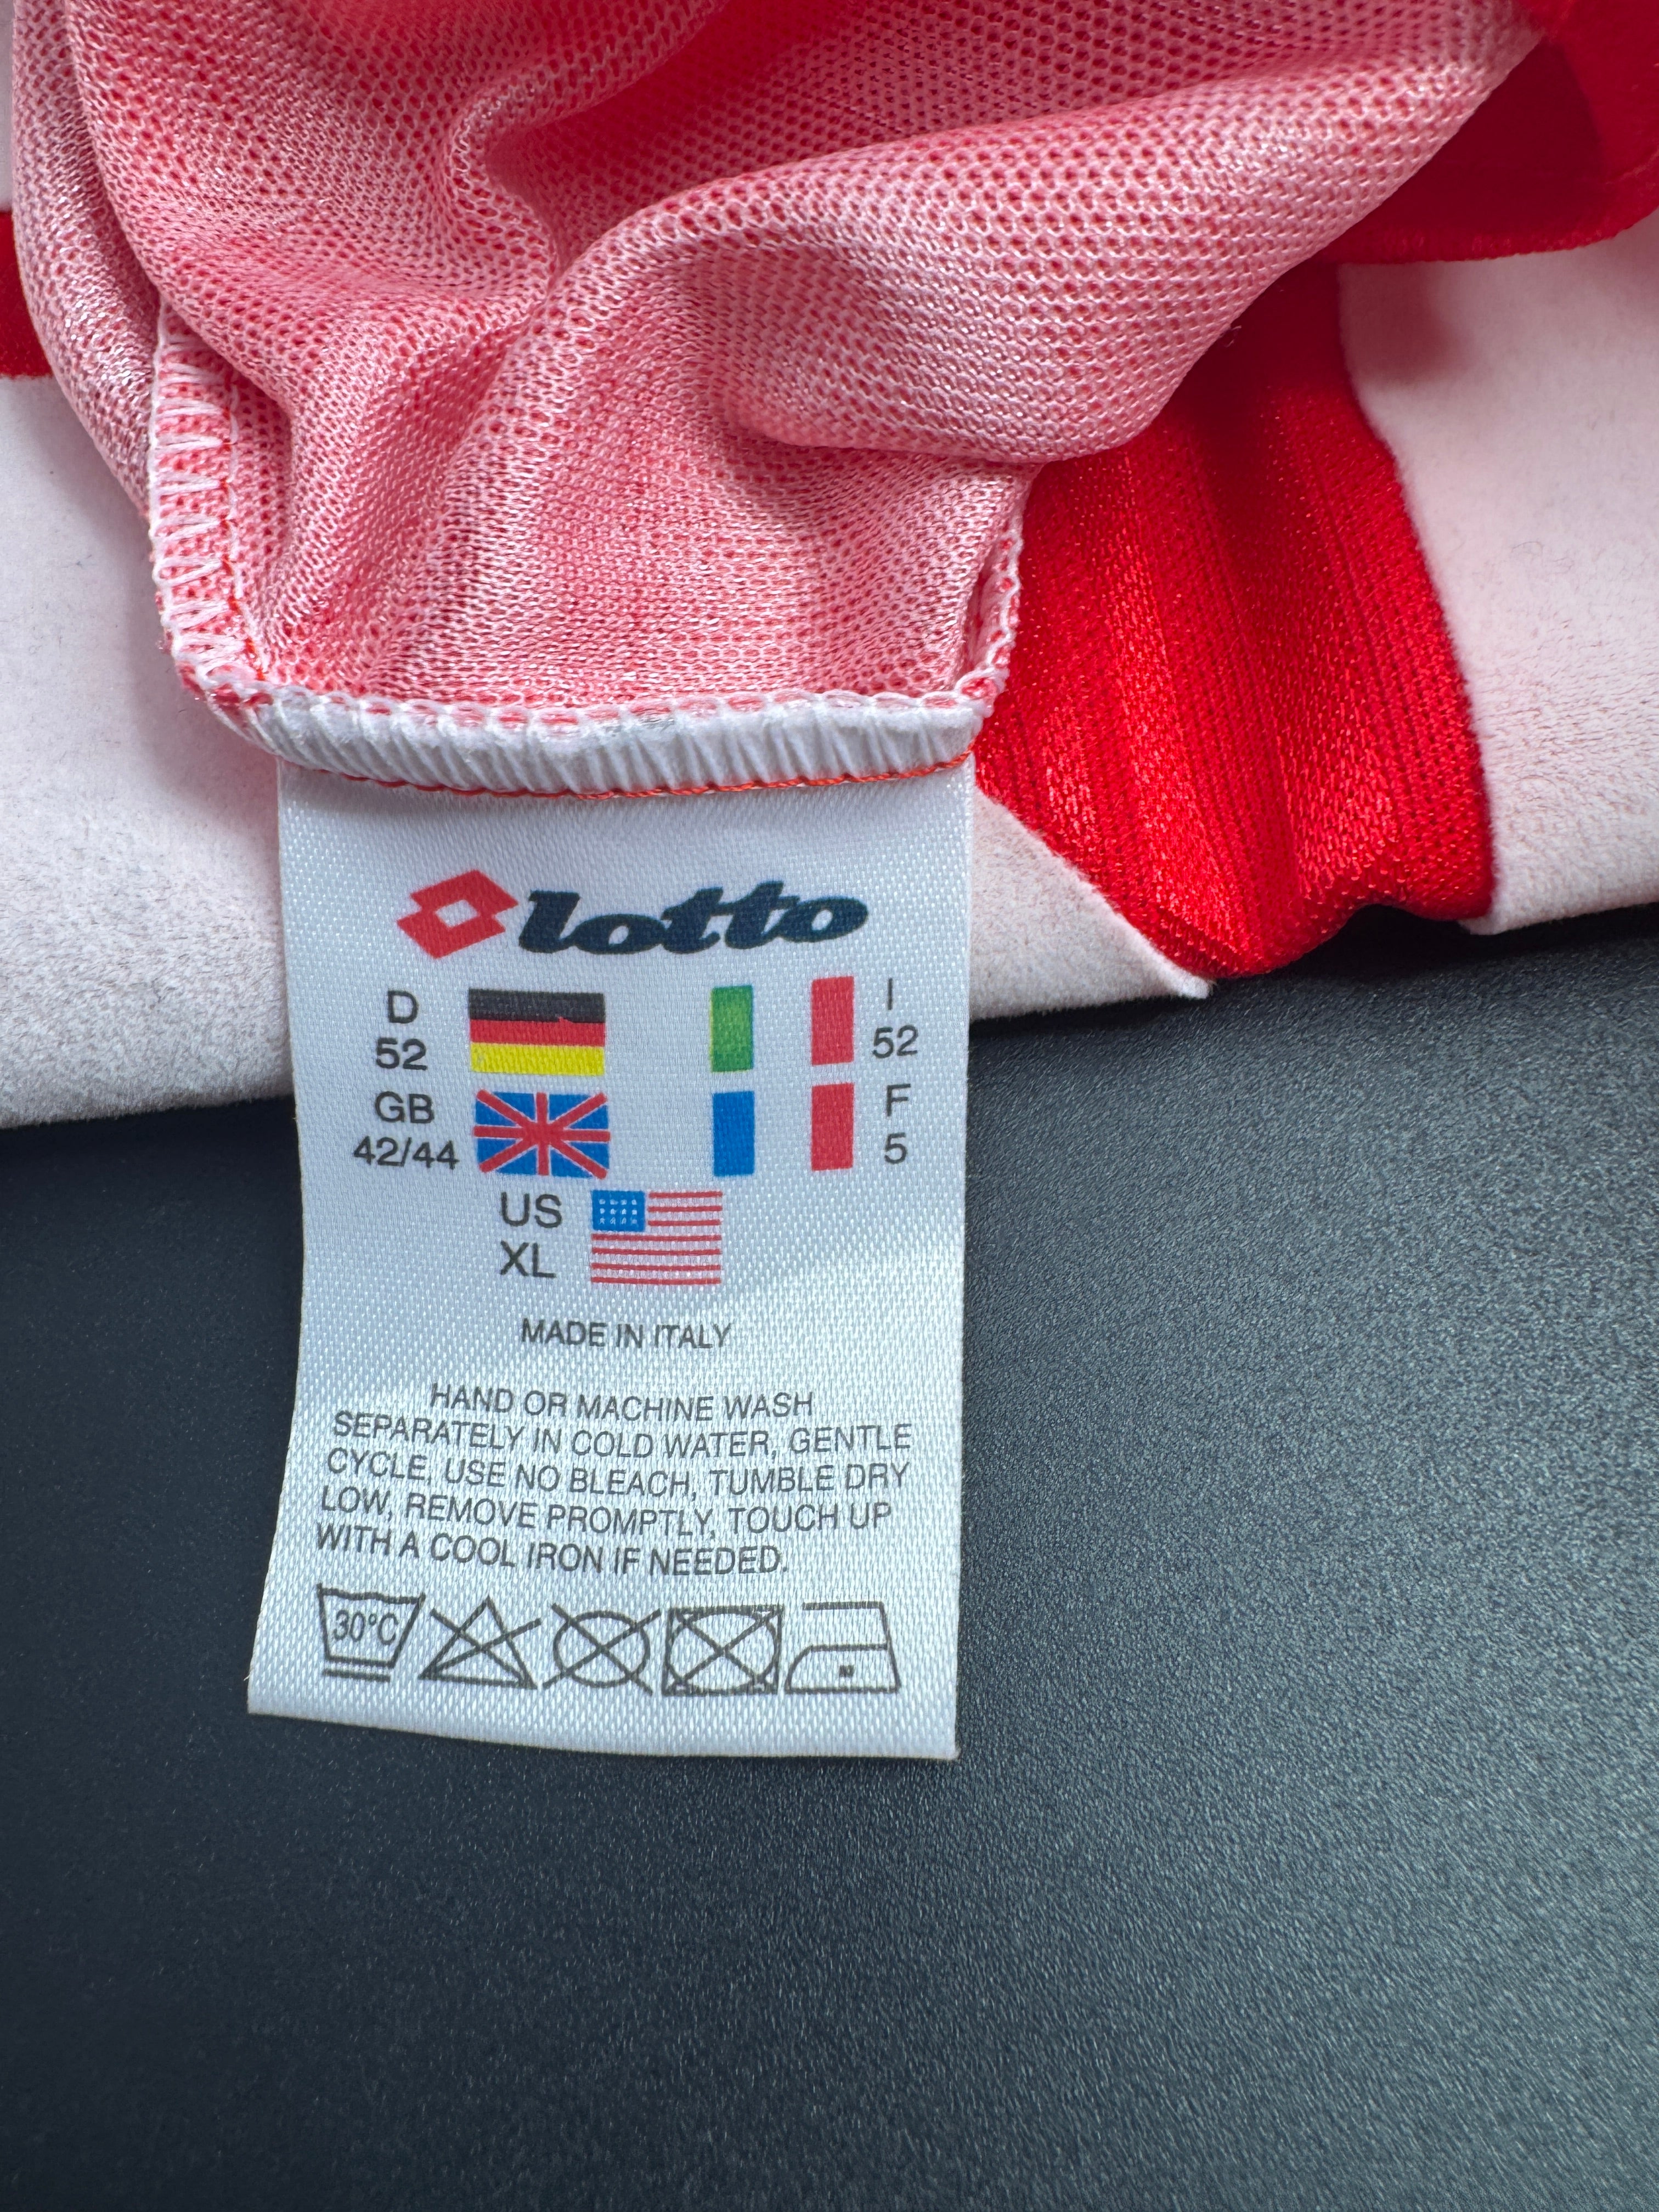 lotto
D I
52 52
GB F
42/44 5
US
XL
MADE IN ITALY
HAND OR MACHINE WASH
SEPARATELY IN COLD WATER, GENTLE
CYCLE, USE NO BLEACH, TUMBLE DRY
LOW, REMOVE PROMPTLY, TOUCH UP
WITH A COOL IRON IF NEEDED.
30°C